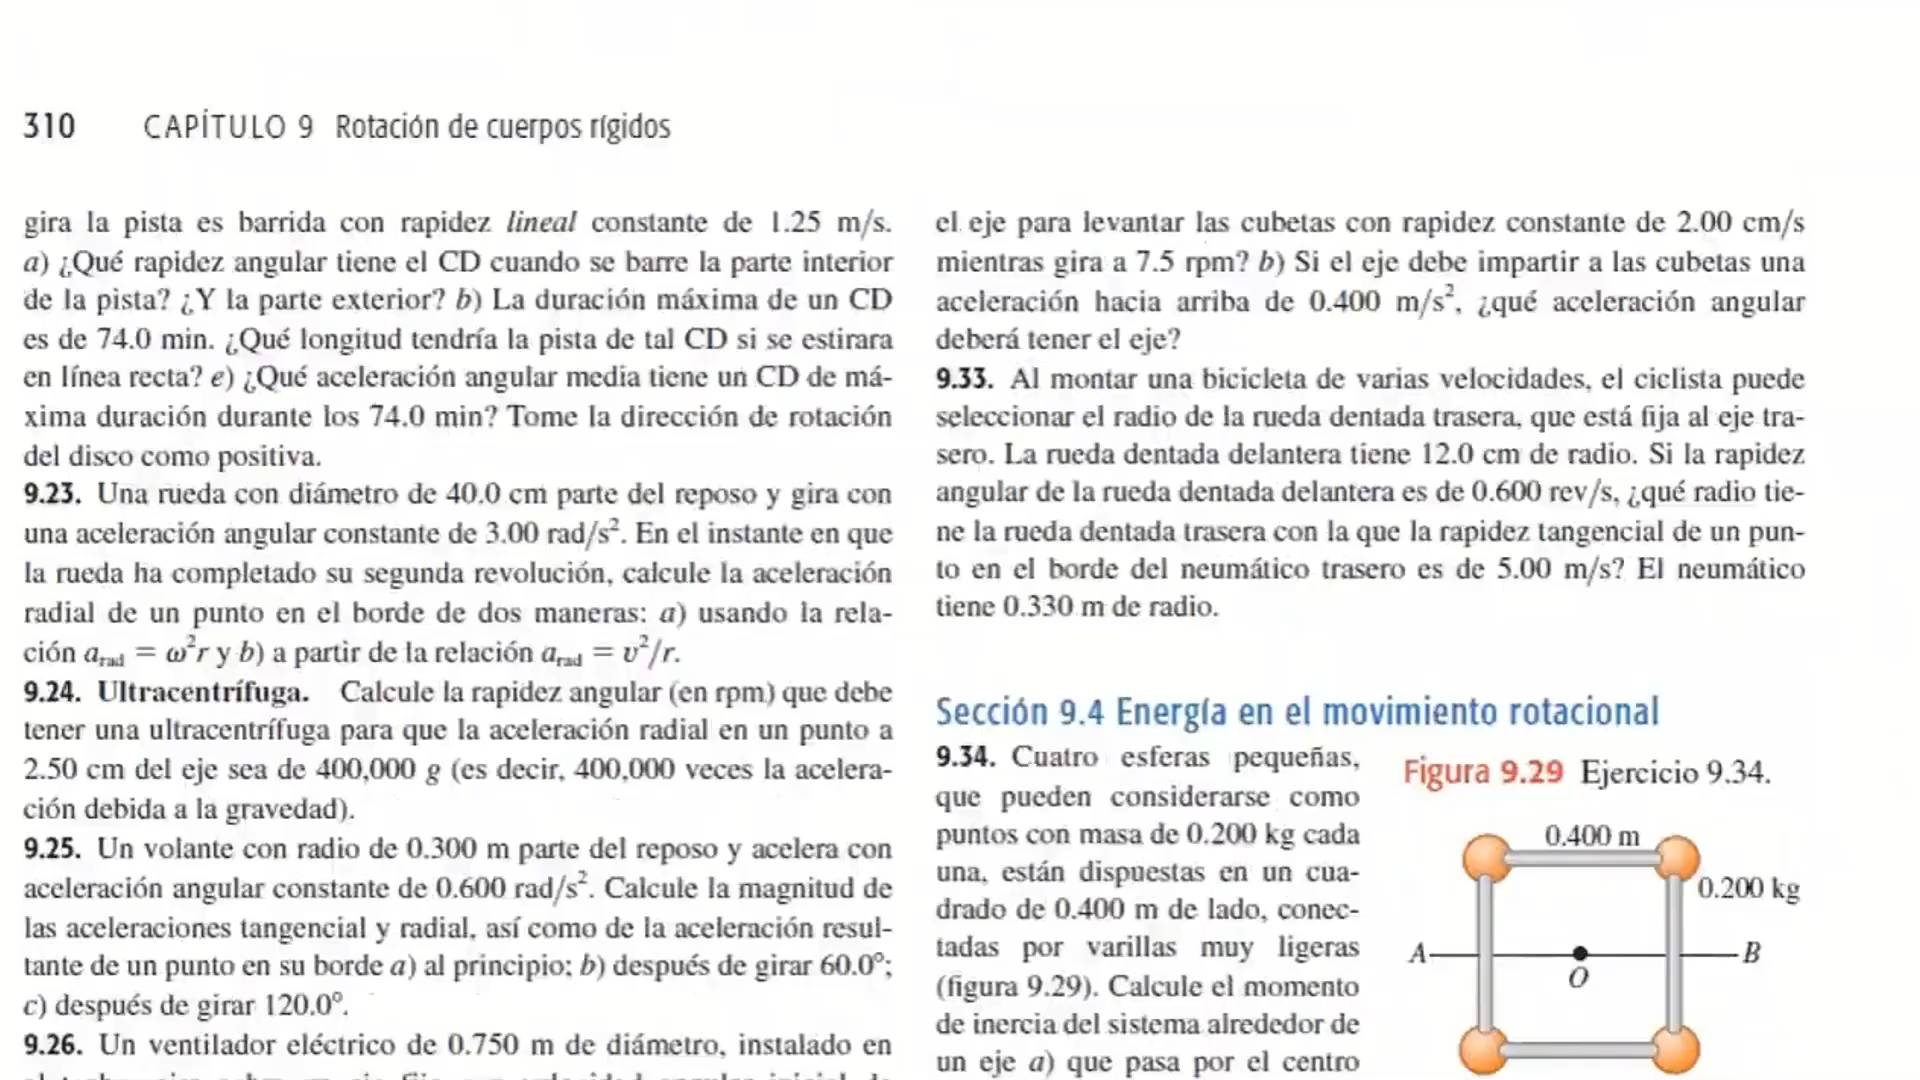 310 CAPÍTULO 9 Rotación de cuerpos rígidos
gira la pista es barrida con rapidez lineal constante de 1.25 m/s.
a) ¿Qué rapidez angular tiene el CD cuando se barre la parte interior
de la pista? ¿Y la parte exterior? b) La duración máxima de un CD
es de 74.0 min. ¿Qué longitud tendría la pista de tal CD si se estirara
en línea recta? e) ¿Qué aceleración angular media tiene un CD de má-
xima duración durante los 74.0 min? Tome la dirección de rotación
del disco como positiva.
9.23. Una rueda con diámetro de 40.0 cm parte del reposo y gira con
una aceleración angular constante de 3.00 rad/s². En el instante en que
la rueda ha completado su segunda revolución, calcule la aceleración
radial de un punto en el borde de dos maneras: a) usando la rela-
ción a_rad = ω²r y b) a partir de la relación a_rad = v²/r.
9.24. Ultracentrífuga. Calcule la rapidez angular (en rpm) que debe
tener una ultracentrífuga para que la aceleración radial en un punto a
2.50 cm del eje sea de 400,000 g (es decir, 400,000 veces la acelera-
ción debida a la gravedad).
9.25. Un volante con radio de 0.300 m parte del reposo y acelera con
aceleración angular constante de 0.600 rad/s². Calcule la magnitud de
las aceleraciones tangencial y radial, así como de la aceleración resul-
tante de un punto en su borde a) al principio; b) después de girar 60.0°;
c) después de girar 120.0°.
9.26. Un ventilador eléctrico de 0.750 m de diámetro, instalado en
el eje para levantar las cubetas con rapidez constante de 2.00 cm/s
mientras gira a 7.5 rpm? b) Si el eje debe impartir a las cubetas una
aceleración hacia arriba de 0.400 m/s², ¿qué aceleración angular
deberá tener el eje?
9.33. Al montar una bicicleta de varias velocidades, el ciclista puede
seleccionar el radio de la rueda dentada trasera, que está fija al eje tra-
sero. La rueda dentada delantera tiene 12.0 cm de radio. Si la rapidez
angular de la rueda dentada delantera es de 0.600 rev/s, ¿qué radio tie-
ne la rueda dentada trasera con la que la rapidez tangencial de un pun-
to en el borde del neumático trasero es de 5.00 m/s? El neumático
tiene 0.330 m de radio.
Sección 9.4 Energía en el movimiento rotacional
9.34. Cuatro esferas pequeñas,
que pueden considerarse como
puntos con masa de 0.200 kg cada
una, están dispuestas en un cua-
drado de 0.400 m de lado, conec-
tadas por varillas muy ligeras
(figura 9.29). Calcule el momento
de inercia del sistema alrededor de
un eje a) que pasa por el centro
Figura 9.29 Ejercicio 9.34.
0.400 m
0.200 kg
A B
O